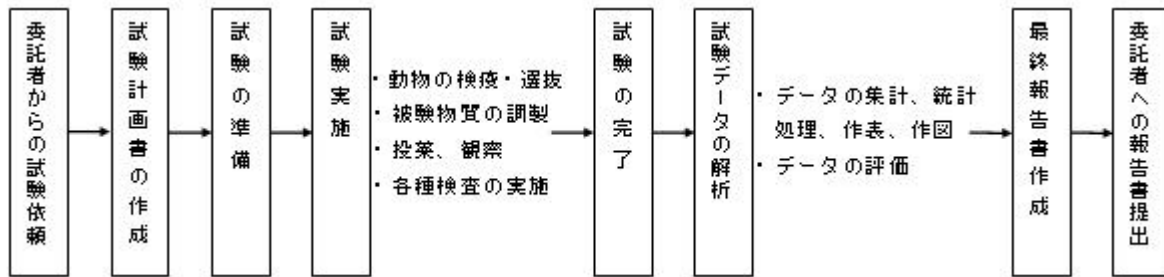 委託者からの試験依頼
試験計画書の作成
試験の準備
試験実施
・動物の検疫・選抜
・被験物質の調製
・投薬、観察
・各種検査の実施
試験の完了
試験データの解析
・データの集計、統計
処理、作表、作図
・データの評価
最終報告書作成
委託者への報告書提出